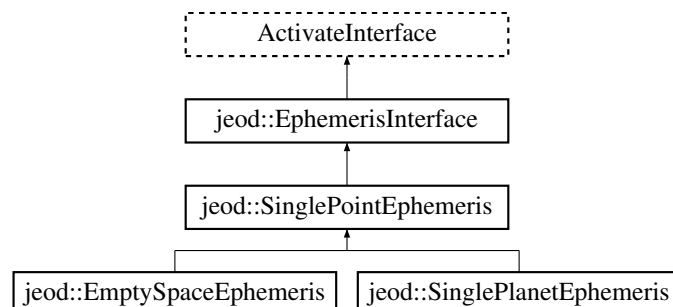 ActivateInterface
jeod::EphemerisInterface
jeod::SinglePointEphemeris
jeod::EmptySpaceEphemeris
jeod::SinglePlanetEphemeris